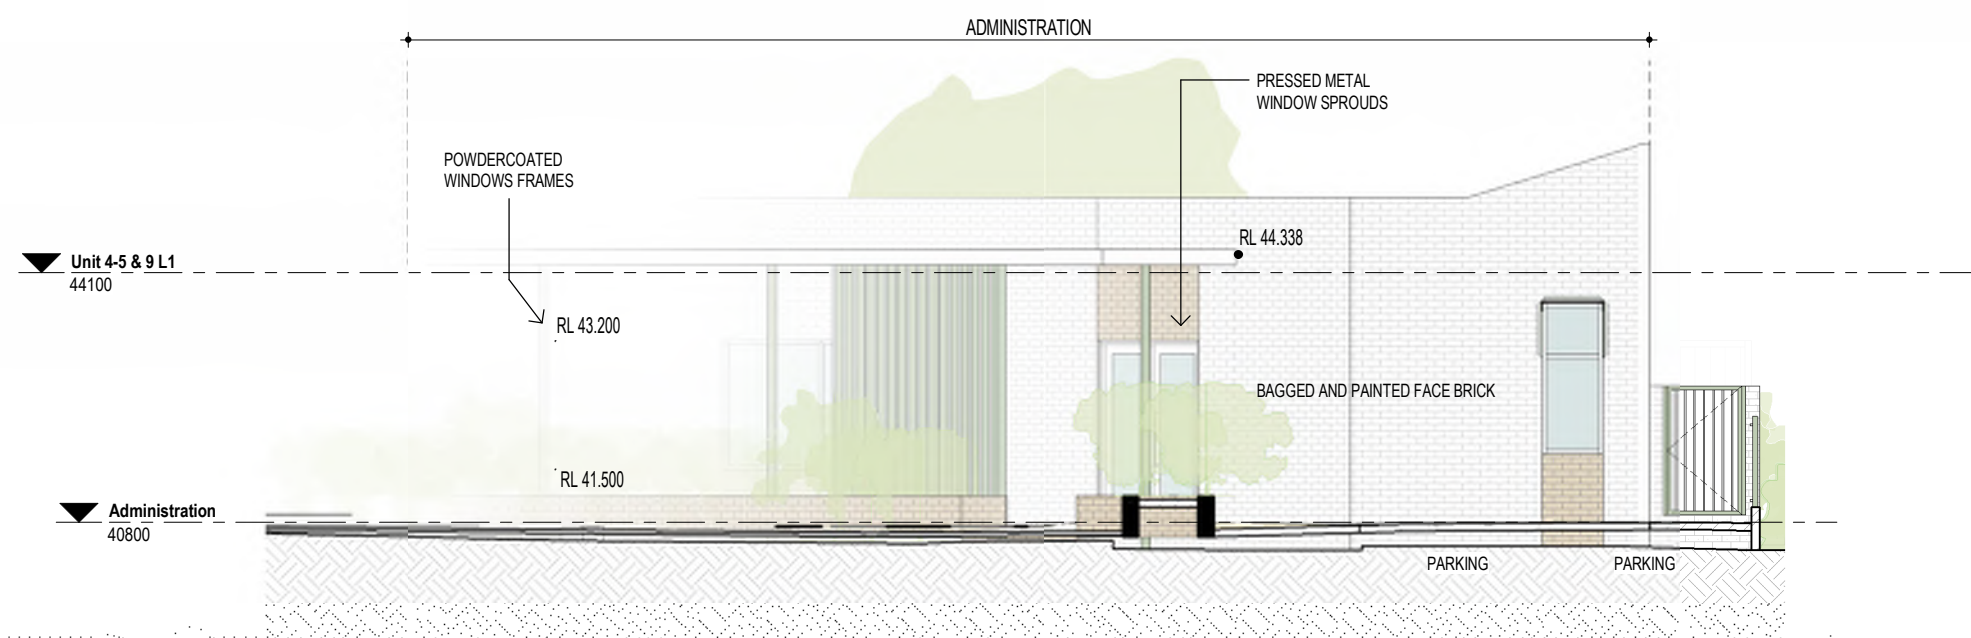 ADMINISTRATION
PRESSED METAL
WINDOW SPROUDS
POWDERCOATED
WINDOWS FRAMES
RL 44.338
Unit 4-5 & 9 L1
44100
RL 43.200
BAGGED AND PAINTED FACE BRICK
RL 41.500
Administration
40800
PARKING
PARKING